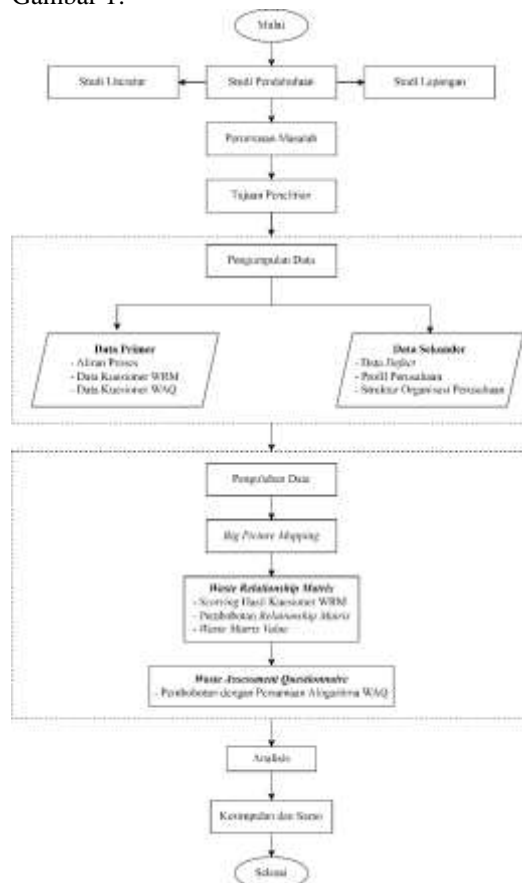 Gambar 1.
Mulai
Studi Literatur
Studi Pendahuluan
Studi Lapangan
Perumusan Masalah
Tujuan Penelitian
Pengumpulan Data
Data Primer
- Aliran Proses
- Data Kuesioner WRM
- Data Kuesioner WAQ
Data Sekunder
- Data Defect
- Profil Perusahaan
- Struktur Organisasi Perusahaan
Pengolahan Data
Big Picture Mapping
Waste Relationship Matrix
- Scoring Hasil Kuesioner WRM
- Pembobotan Relationship Matrix
- Waste Matrix Value
Waste Assessment Questionnaire
- Pembobotan dengan WAQ
Analisis
Kesimpulan dan Saran
Selesai